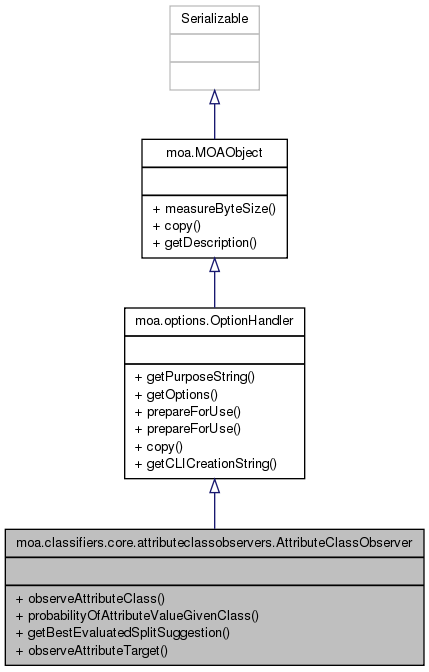 Serializable
moa.MOAObject
+ measureByteSize()
+ copy()
+ getDescription()
moa.options.OptionHandler
+ getPurposeString()
+ getOptions()
+ prepareForUse()
+ prepareForUse()
+ copy()
+ getCLICreationString()
moa.classifiers.core.attributeclassobservers.AttributeClassObserver
+ observeAttributeClass()
+ probabilityOfAttributeValueGivenClass()
+ getBestEvaluatedSplitSuggestion()
+ observeAttributeTarget()